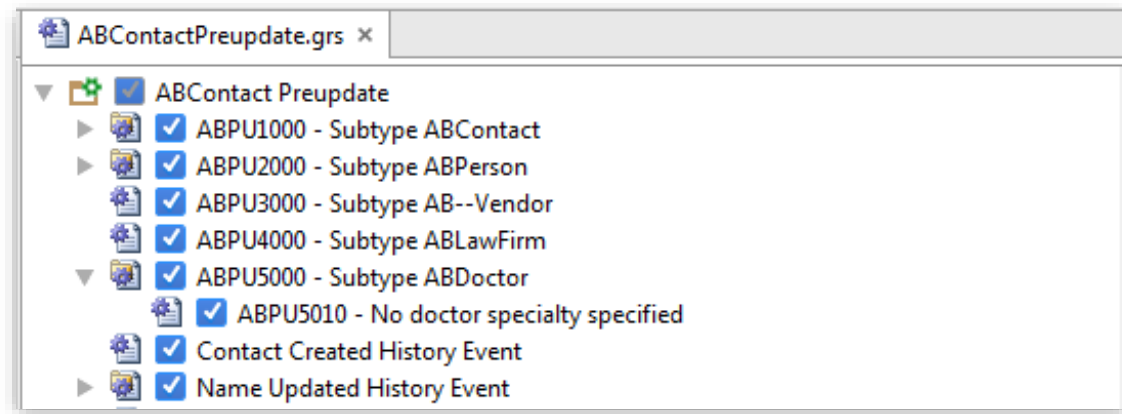 ABContactPreupdate.grs ×
ABContact Preupdate
ABPU1000 - Subtype ABContact
ABPU2000 - Subtype ABPerson
ABPU3000 - Subtype AB--Vendor
ABPU4000 - Subtype ABLawFirm
ABPU5000 - Subtype ABDoctor
ABPU5010 - No doctor specialty specified
Contact Created History Event
Name Updated History Event